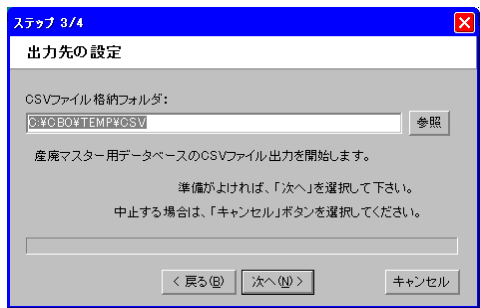 ステップ 3/4
出力先の設定
CSVファイル格納フォルダ:
C:¥CBO¥TEMP¥CSV
参照
産廃マスター用データベースのCSVファイル出力を開始します。
準備がよければ、「次へ」を選択して下さい。
中止する場合は、「キャンセル」ボタンを選択してください。
< 戻る(B) 次へ(N) > キャンセル